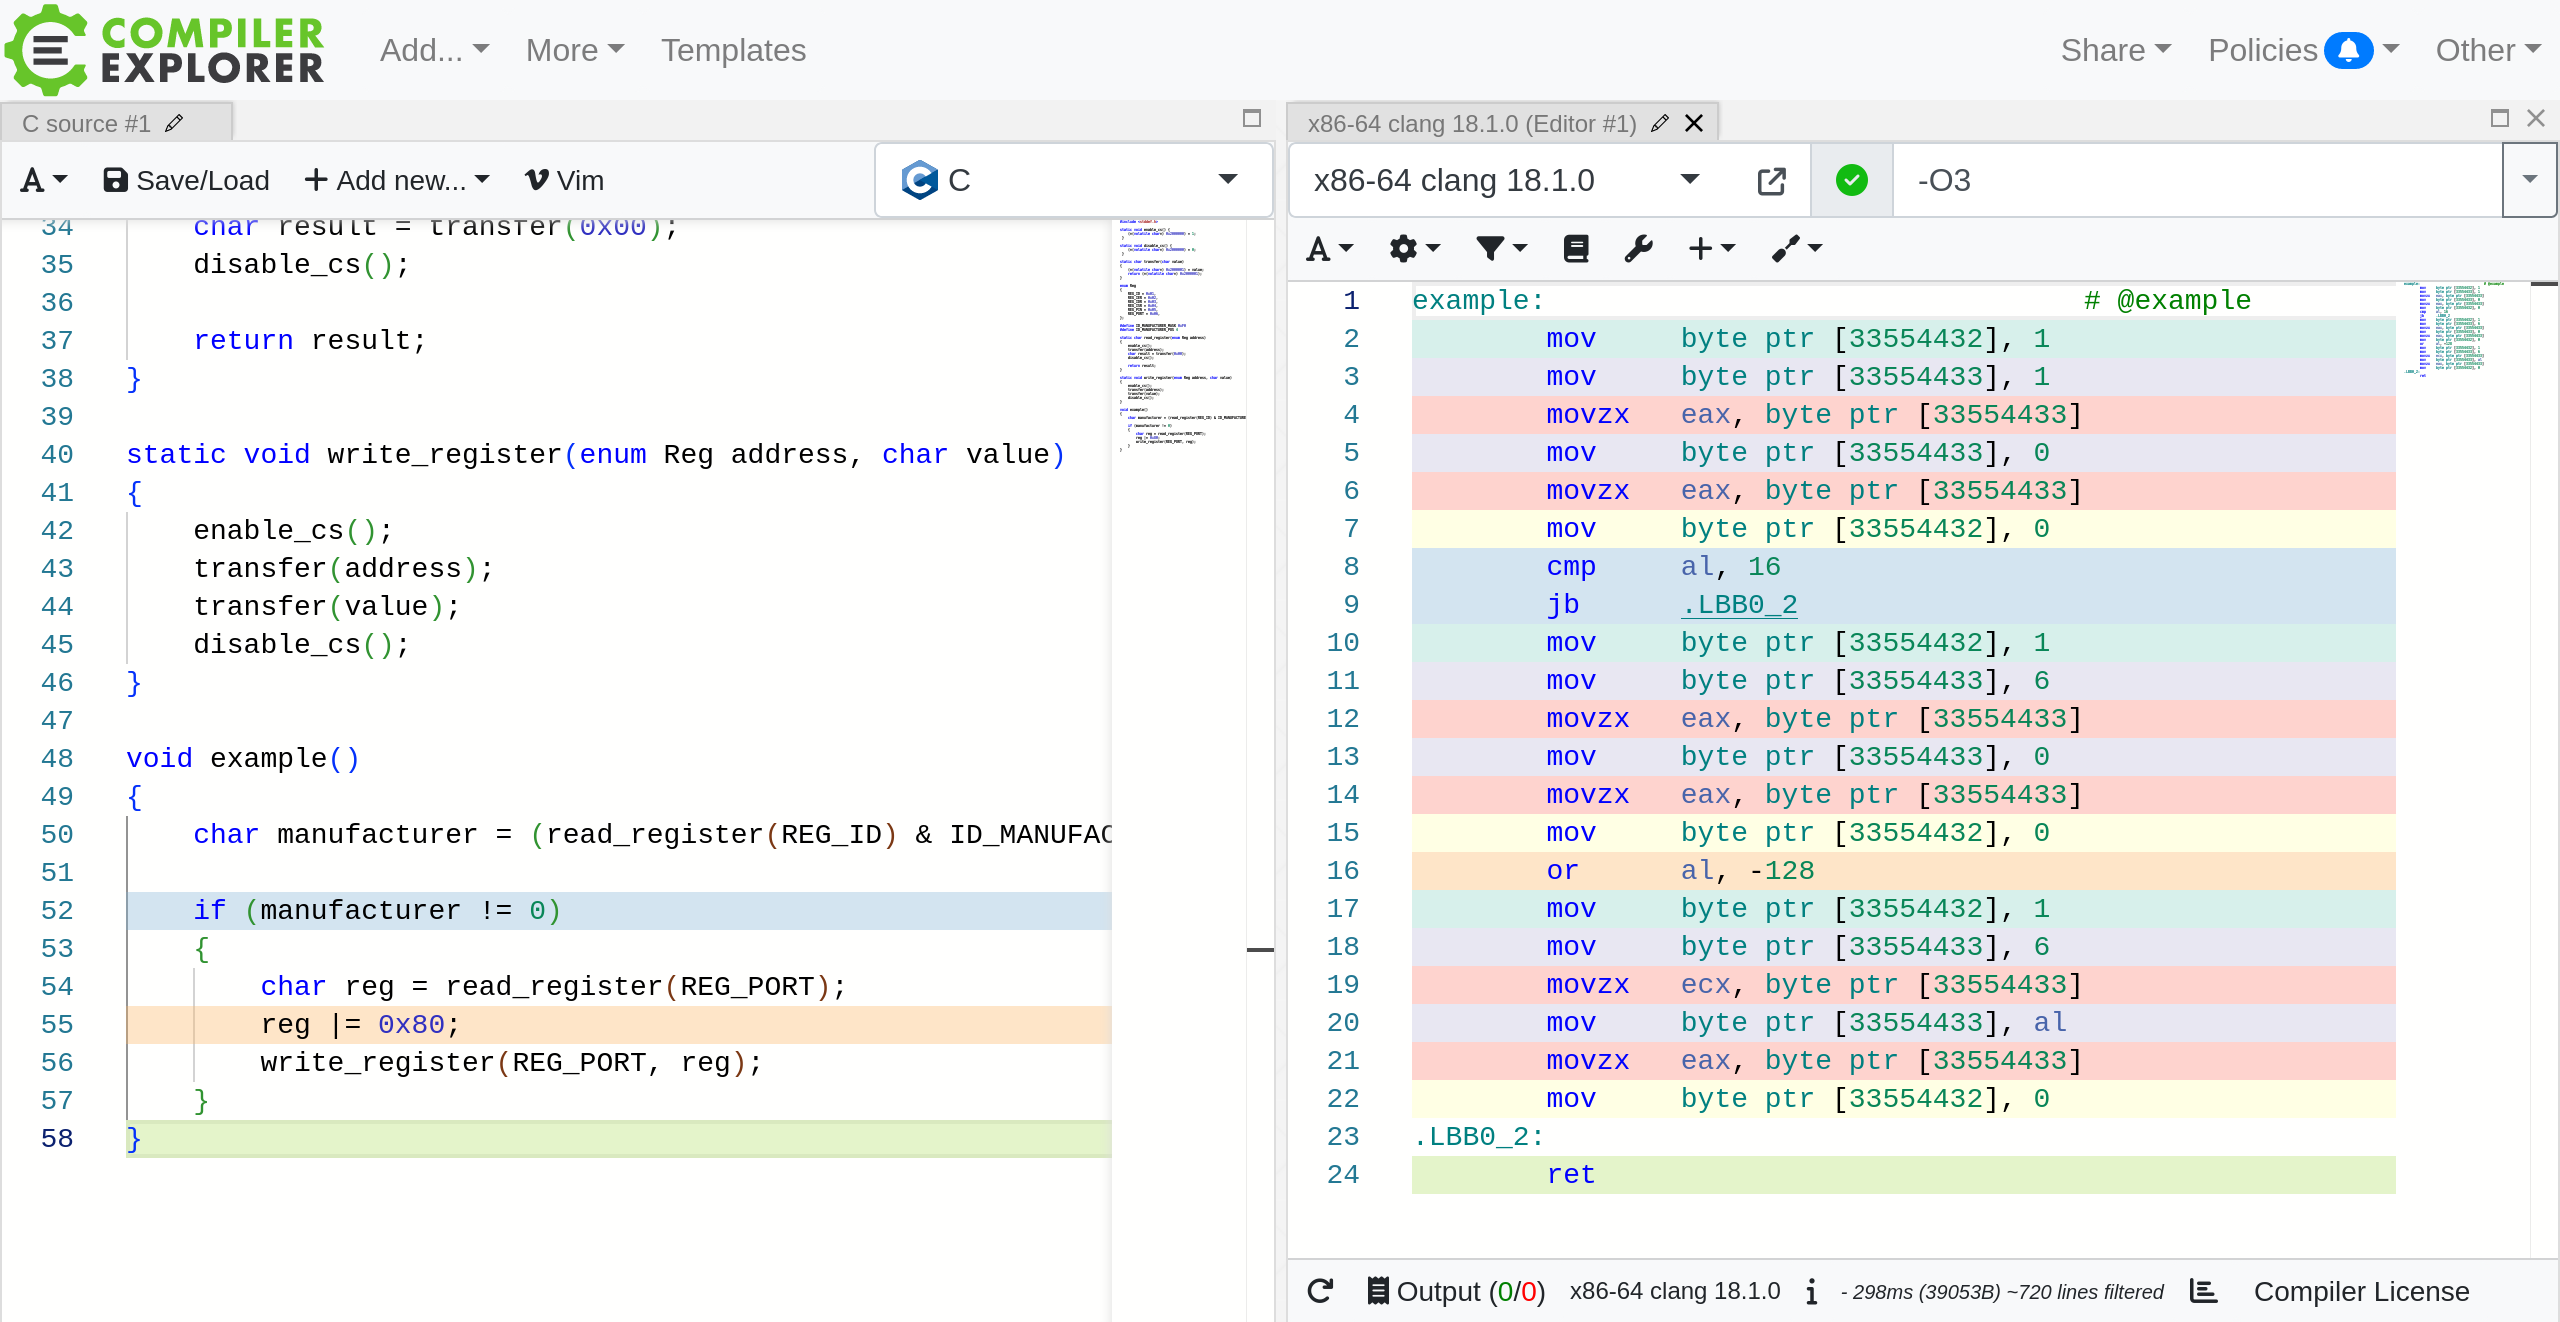 COMPILER
EXPLORER
Add...
More
Templates
Share
Policies
Other
C source #1
A
Save/Load
Add new...
Vim
C
34     char result = transfer(0x00);
35     disable_cs();
36
37     return result;
38 }
39
40 static void write_register(enum Reg address, char value)
41 {
42     enable_cs();
43     transfer(address);
44     transfer(value);
45     disable_cs();
46 }
47
48 void example()
49 {
50     char manufacturer = (read_register(REG_ID) & ID_MANUFAC
51
52     if (manufacturer != 0)
53     {
54         char reg = read_register(REG_PORT);
55         reg |= 0x80;
56         write_register(REG_PORT, reg);
57     }
58 }
x86-64 clang 18.1.0 (Editor #1)
x86-64 clang 18.1.0
-O3
A
1 example:                                # @example
2         mov     byte ptr [33554432], 1
3         mov     byte ptr [33554433], 1
4         movzx   eax, byte ptr [33554433]
5         mov     byte ptr [33554433], 0
6         movzx   eax, byte ptr [33554433]
7         mov     byte ptr [33554432], 0
8         cmp     al, 16
9         jb      .LBB0_2
10         mov     byte ptr [33554432], 1
11         mov     byte ptr [33554433], 6
12         movzx   eax, byte ptr [33554433]
13         mov     byte ptr [33554433], 0
14         movzx   eax, byte ptr [33554433]
15         mov     byte ptr [33554432], 0
16         or      al, -128
17         mov     byte ptr [33554432], 1
18         mov     byte ptr [33554433], 6
19         movzx   ecx, byte ptr [33554433]
20         mov     byte ptr [33554433], al
21         movzx   eax, byte ptr [33554433]
22         mov     byte ptr [33554432], 0
23 .LBB0_2:
24         ret
Output (0/0) x86-64 clang 18.1.0 i - 298ms (39053B) ~720 lines filtered Compiler License